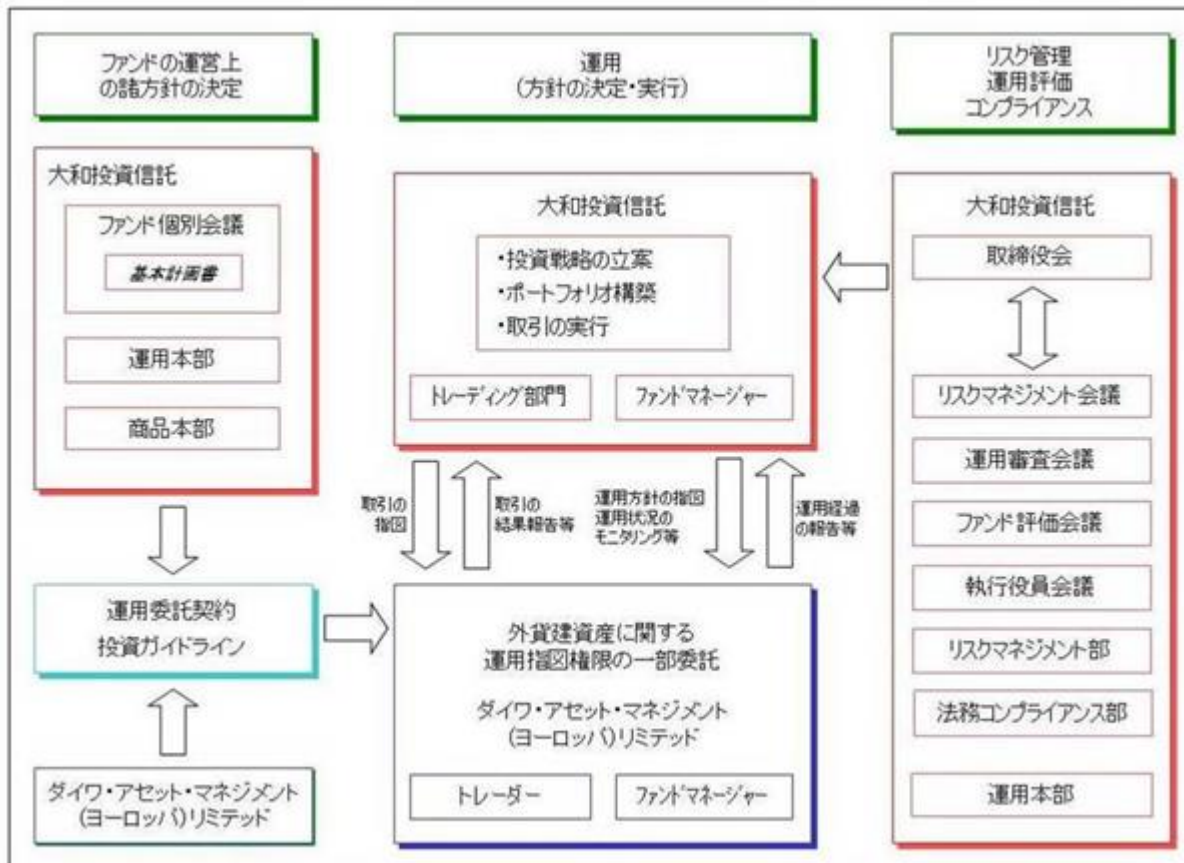 ファンドの運営上
の諸方針の決定
運用
(方針の決定・実行)
リスク管理
運用評価
コンプライアンス
大和投資信託
ファンド個別会議
基本計画書
運用本部
商品本部
大和投資信託
・投資戦略の立案
・ポートフォリオ構築
・取引の実行
トレーディング部門
ファンドマネージャー
大和投資信託
取締役会
リスクマネジメント会議
運用審査会議
ファンド評価会議
執行役員会議
リスクマネジメント部
法務コンプライアンス部
運用本部
取引の
指図
取引の
結果報告等
運用方針の指図
運用状況の
モニタリング等
運用経過
の報告等
運用委託契約
投資ガイドライン
外貨建資産に関する
運用指図権限の一部委託
ダイワ・アセット・マネジメント
(ヨーロッパ)リミテッド
トレーダー
ファンドマネージャー
ダイワ・アセット・マネジメント
(ヨーロッパ)リミテッド